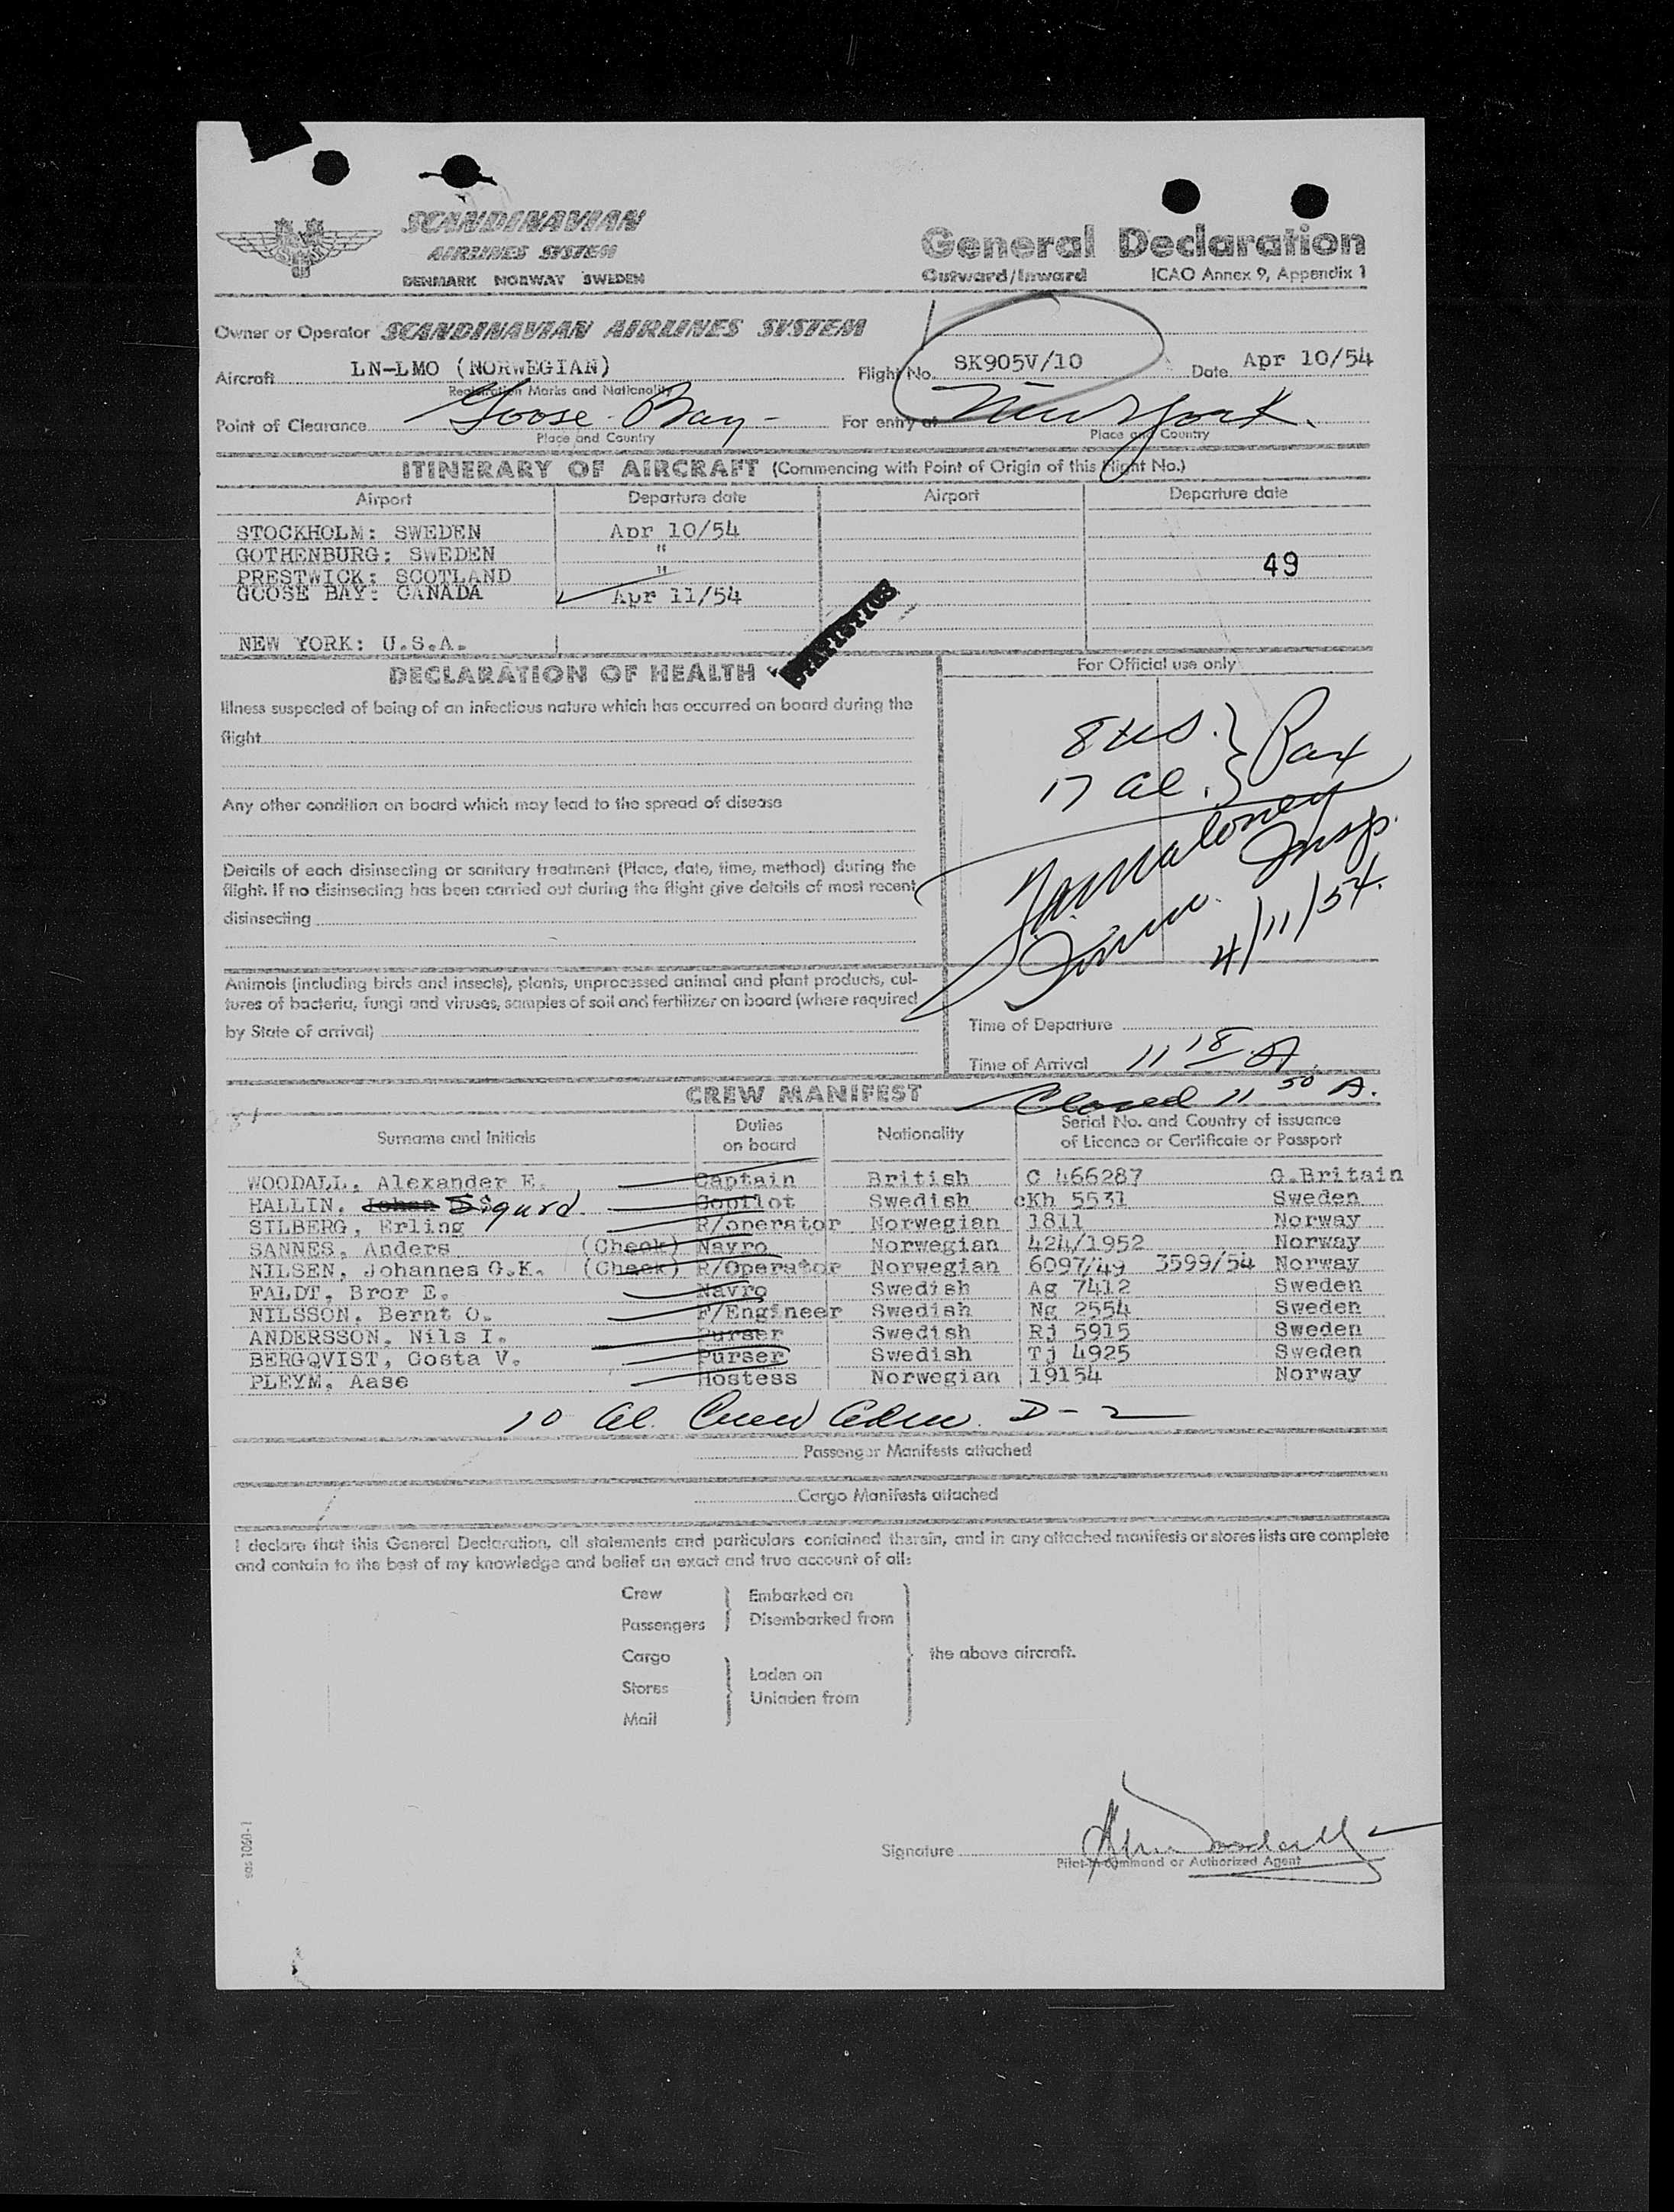 SCANDINAVIAN
AIRLINES SYSTEM
DENMARK NORWAY SWEDEN
General Declaration
Outward/Inward ICAO Annex 9, Appendix 1
Owner or Operator SCANDINAVIAN AIRLINES SYSTEM
Aircraft LN-LMO (NORWEGIAN) Flight No. SK905V/10 Date Apr 10/54
Registration Marks and Nationality
Point of Clearance Goose Bay - For entry at New York.
Place and Country Place and Country
ITINERARY OF AIRCRAFT (Commencing with Point of Origin of this Flight No.)
Airport Departure date Airport Departure date
STOCKHOLM: SWEDEN Apr 10/54
GOTHENBURG: SWEDEN "
PRESTWICK: SCOTLAND " 49
GOOSE BAY: CANADA Apr 11/54
NEW YORK: U.S.A.
STATISTICS
DECLARATION OF HEALTH
For Official use only
Illness suspected of being of an infectious nature which has occurred on board during the
flight
Any other condition on board which may lead to the spread of disease
Details of each disinsecting or sanitary treatment (Place, date, time, method) during the
flight. If no disinsecting has been carried out during the flight give details of most recent
disinsecting
Animals (including birds and insects), plants, unprocessed animal and plant products, cul-
tures of bacteria, fungi and viruses, samples of soil and fertilizer on board (where required
by State of arrival)
8 US. } Pax
17 al. }
Imm. Insp.
4/11/54.
Time of Departure
Time of Arrival 11 18 A
Closed 11 50 A.
CREW MANIFEST
Surname and Initials Duties on board Nationality Serial No. and Country of issuance of Licence or Certificate or Passport
WOODALL, Alexander E. Captain British C 466287 G.Britain
HALLIN, Johan Sigurd. Copilot Swedish cKh 5531 Sweden
SILBERG, Erling R/operator Norwegian 1811 Norway
SANNES, Anders (Check) Navro Norwegian 424/1952 Norway
NILSEN, Johannes O.K. (Check) R/Operator Norwegian 6097/49 3599/54 Norway
FALDT, Bror E. Navro Swedish Ag 7412 Sweden
NILSSON, Bernt O. F/Engineer Swedish Ng 2554 Sweden
ANDERSSON, Nils I. Purser Swedish Rj 5915 Sweden
BERGQVIST, Gosta V. Purser Swedish Tj 4925 Sweden
PLEYM, Aase Hostess Norwegian 19154 Norway
10 al. Crew adm. D-2
Passenger Manifests attached
Cargo Manifests attached
I declare that this General Declaration, all statements and particulars contained therein, and in any attached manifests or stores lists are complete
and contain to the best of my knowledge and belief an exact and true account of all:
Crew Embarked on
Passengers Disembarked from
Cargo the above aircraft.
Stores Laden on
Mail Unladen from
Signature
Pilot-in-command or Authorized Agent
sas 1060-1